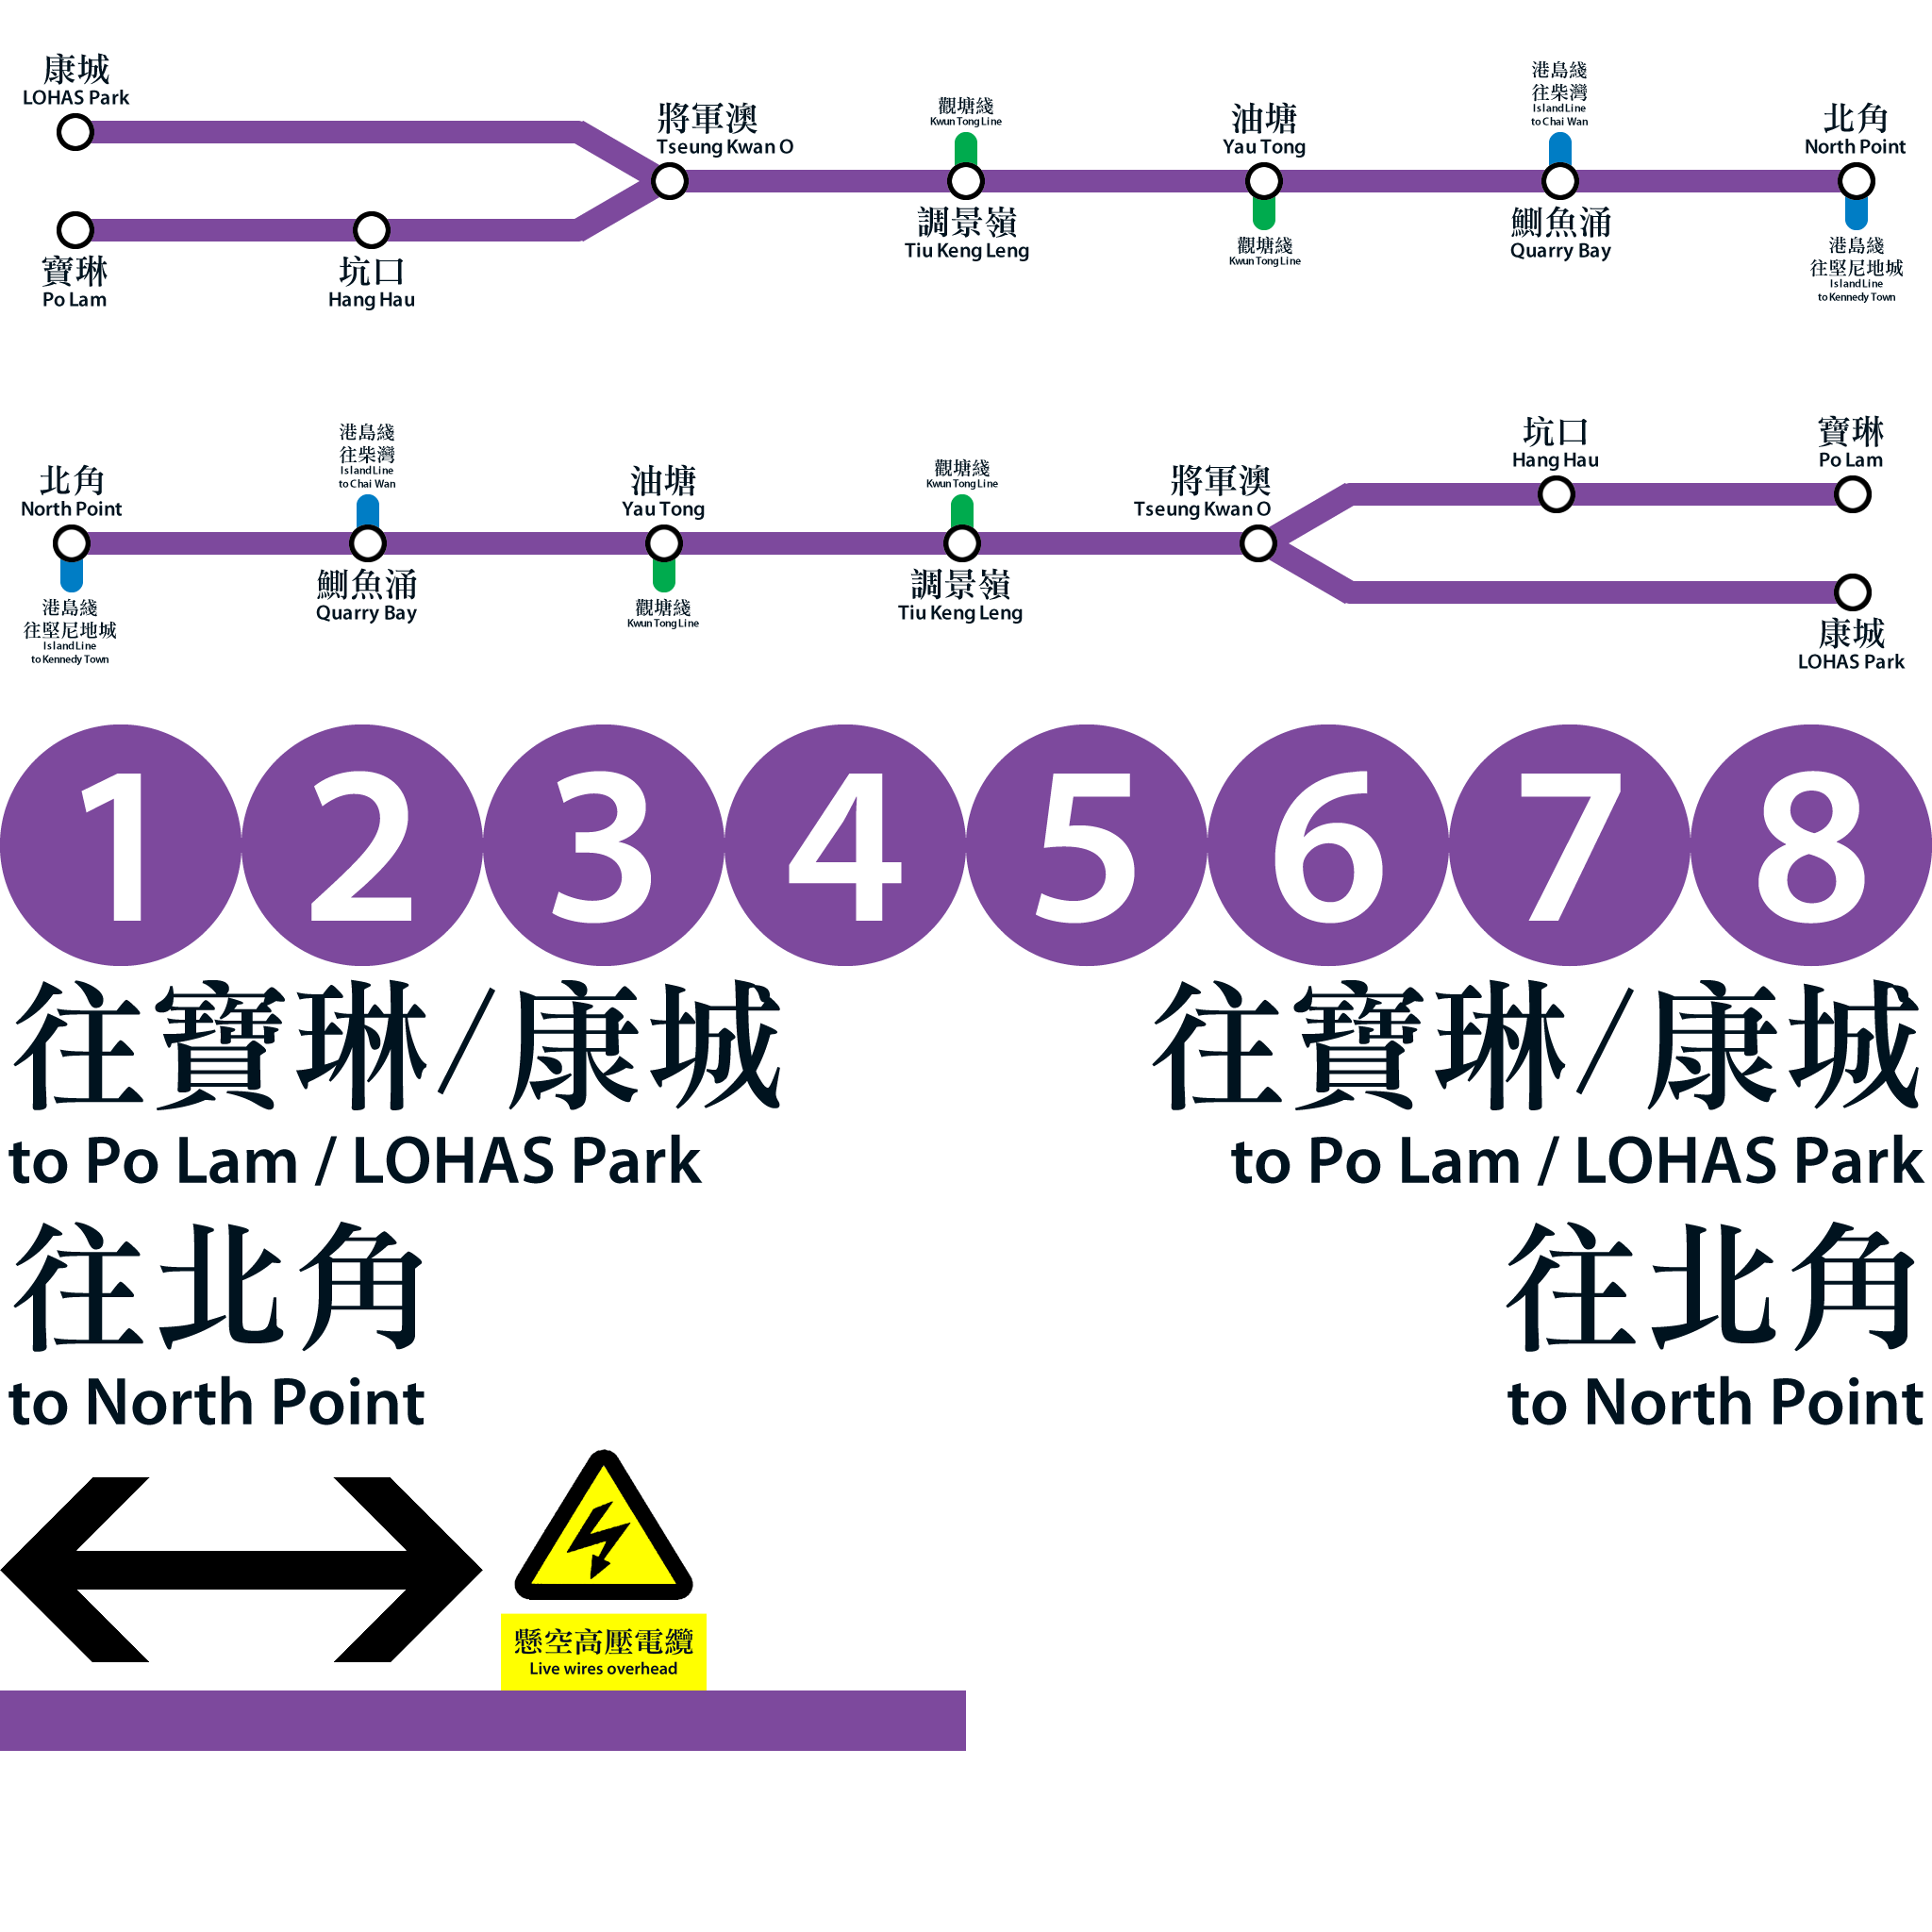 康城
LOHAS Park
將軍澳
Tseung Kwan O
觀塘綫
Kwun Tong Line
油塘
Yau Tong
港島綫
往柴灣
Island Line
to Chai Wan
北角
North Point
寶琳
Po Lam
坑口
Hang Hau
調景嶺
Tiu Keng Leng
觀塘綫
Kwun Tong Line
鰂魚涌
Quarry Bay
港島綫
往堅尼地城
Island Line
to Kennedy Town
北角
North Point
港島綫
往柴灣
Island Line
to Chai Wan
油塘
Yau Tong
觀塘綫
Kwun Tong Line
將軍澳
Tseung Kwan O
坑口
Hang Hau
寶琳
Po Lam
港島綫
往堅尼地城
Island Line
to Kennedy Town
鰂魚涌
Quarry Bay
觀塘綫
Kwun Tong Line
調景嶺
Tiu Keng Leng
康城
LOHAS Park
1 2 3 4 5 6 7 8
往寶琳/康城
to Po Lam / LOHAS Park
往寶琳/康城
to Po Lam / LOHAS Park
往北角
to North Point
往北角
to North Point
懸空高壓電纜
Live wires overhead